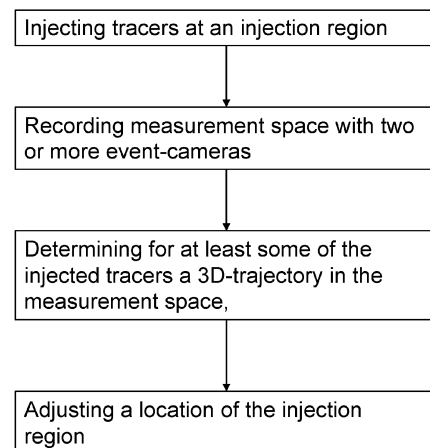 Injecting tracers at an injection region
Recording measurement space with two
or more event-cameras
Determining for at least some of the
injected tracers a 3D-trajectory in the
measurement space,
Adjusting a location of the injection
region